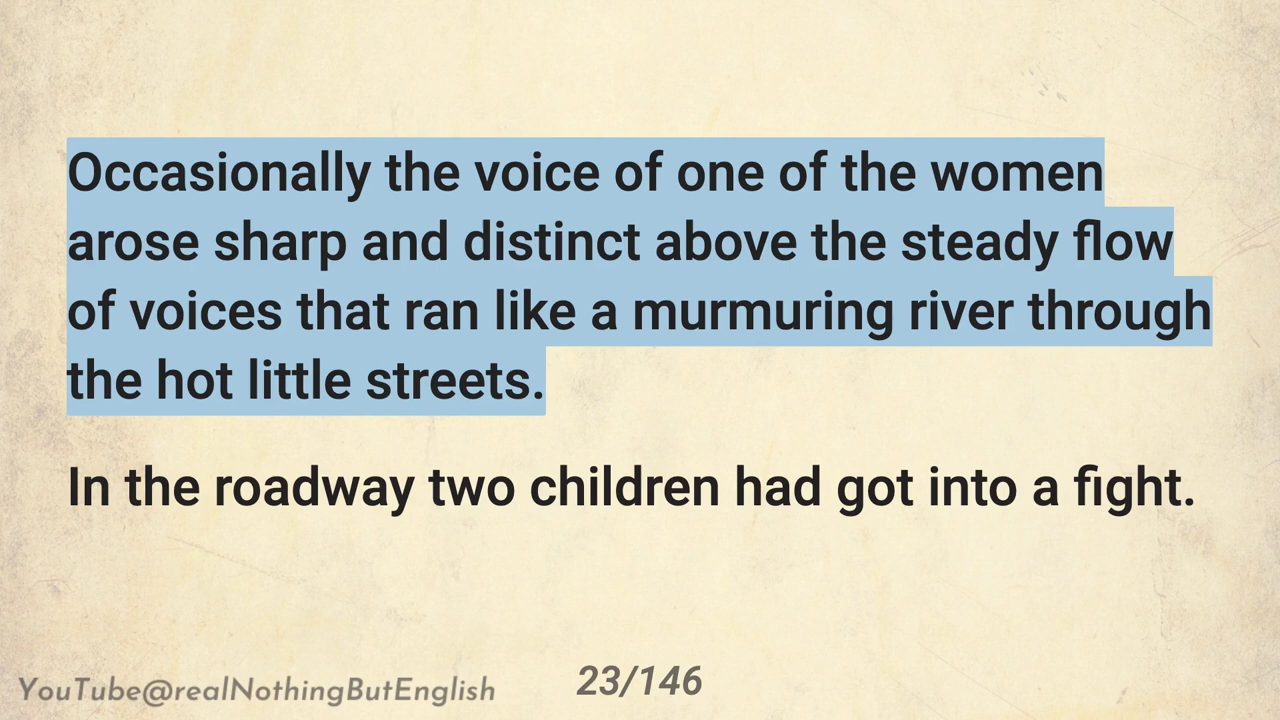 Occasionally the voice of one of the women
arose sharp and distinct above the steady flow
of voices that ran like a murmuring river through
the hot little streets.
In the roadway two children had got into a fight.
YouTube@realNothingButEnglish
23/146